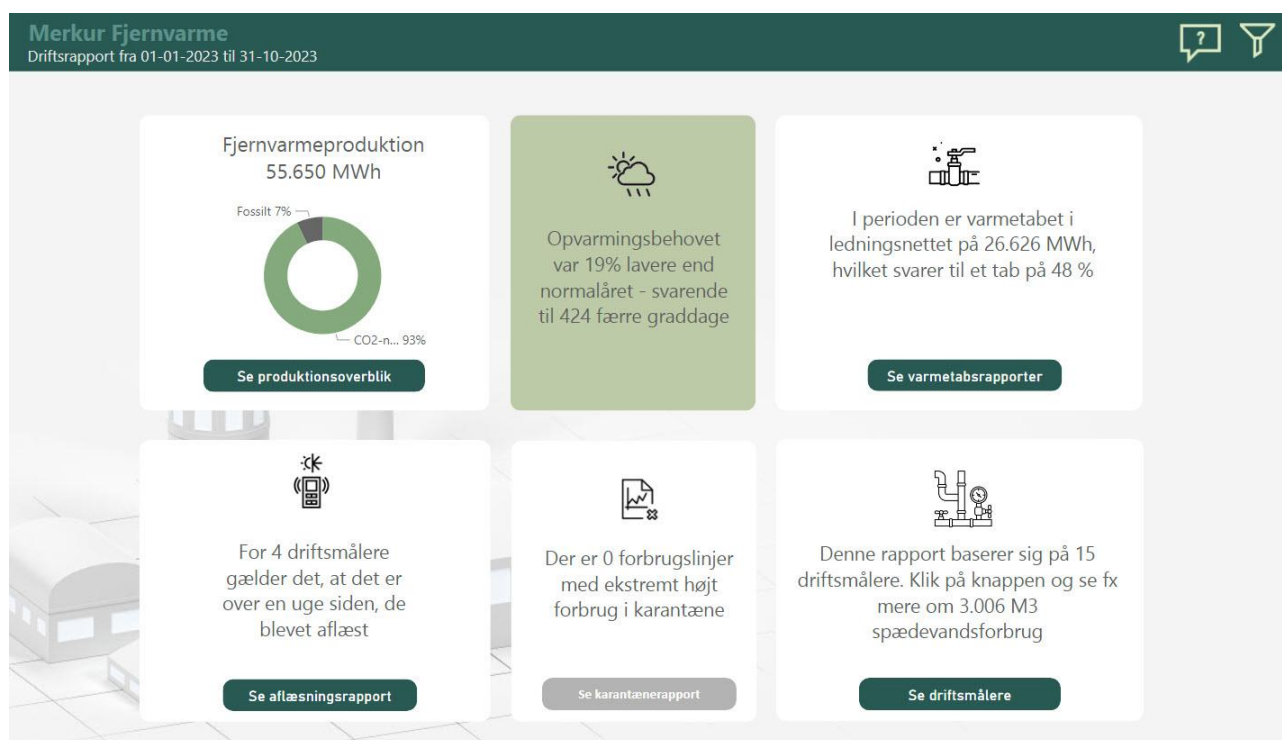 Merkur Fjernvarme
Driftsrapport fra 01-01-2023 til 31-10-2023
?
Fjernvarmeproduktion
55.650 MWh
Fossilt 7%
CO2-n... 93%
Se produktionsoverblik
Opvarmingsbehovet
var 19% lavere end
normalåret - svarende
til 424 færre graddage
I perioden er varmetabet i
ledningsnettet på 26.626 MWh,
hvilket svarer til et tab på 48 %
Se varmetabsrapporter
For 4 driftsmålere
gælder det, at det er
over en uge siden, de
blevet aflæst
Se aflæsningsrapport
Der er 0 forbrugslinjer
med ekstremt højt
forbrug i karantæne
Se karantænerapport
Denne rapport baserer sig på 15
driftsmålere. Klik på knappen og se fx
mere om 3.006 M3
spædevandsforbrug
Se driftsmålere